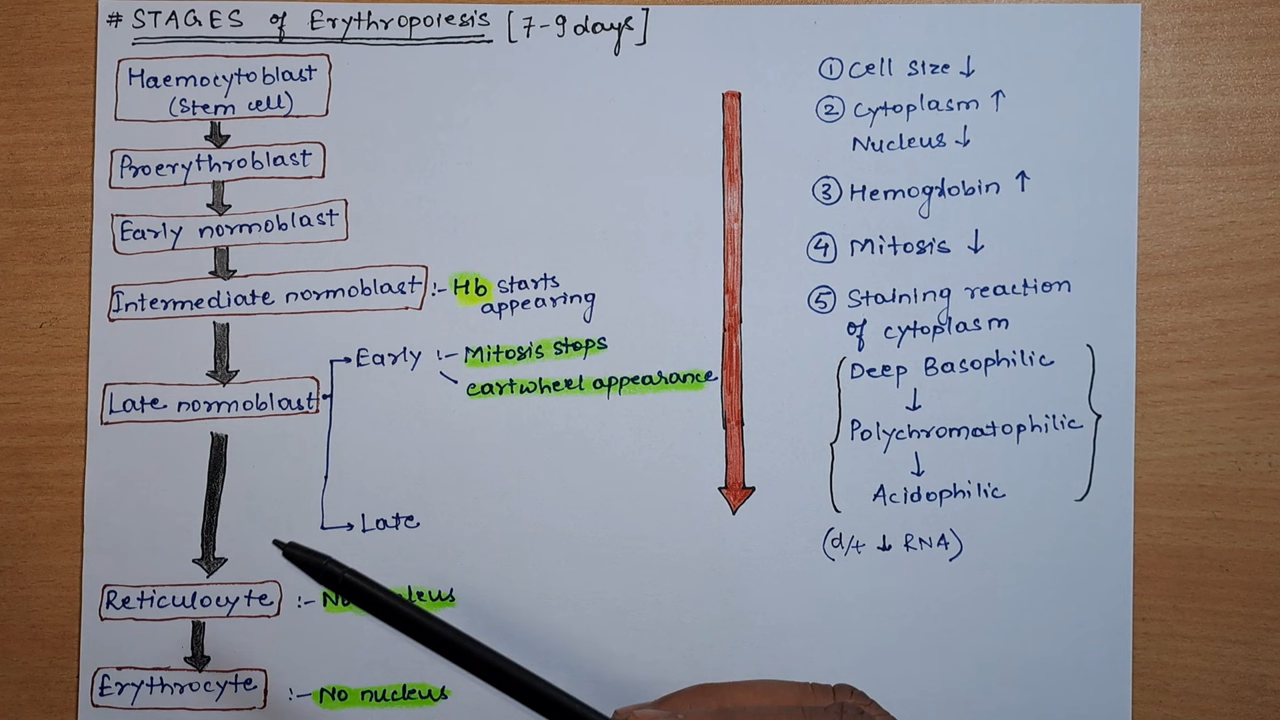 # STAGES of Erythropoiesis [7-9 days]
Haemocytoblast
(Stem cell)
Proerythroblast
Early normoblast
Intermediate normoblast :- Hb starts
appearing
Late normoblast
Early :- Mitosis stops
cartwheel appearance
Late
Reticulocyte :-
Erythrocyte :- No nucleus
① Cell size ↓
② Cytoplasm ↑
Nucleus ↓
③ Hemoglobin ↑
④ Mitosis ↓
⑤ Staining reaction
of cytoplasm
Deep Basophilic
↓
Polychromatophilic
↓
Acidophilic
(d/t ↓ RNA)